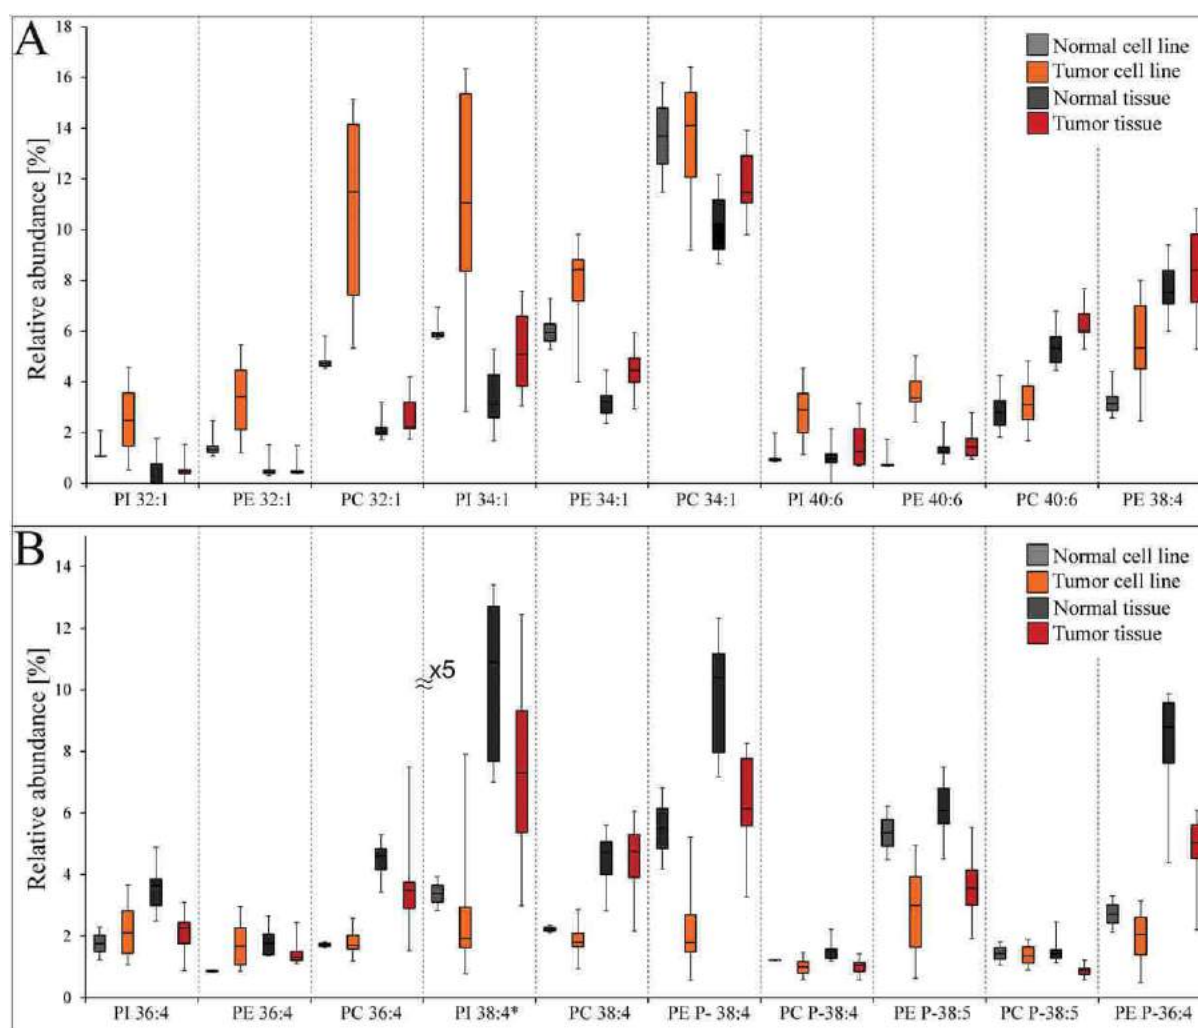 A
Relative abundance [%]
18
16
14
12
10
8
6
4
2
0
Normal cell line
Tumor cell line
Normal tissue
Tumor tissue
PI 32:1 PE 32:1 PC 32:1 PI 34:1 PE 34:1 PC 34:1 PI 40:6 PE 40:6 PC 40:6 PE 38:4
B
Relative abundance [%]
14
12
10
8
6
4
2
0
x5
Normal cell line
Tumor cell line
Normal tissue
Tumor tissue
PI 36:4 PE 36:4 PC 36:4 PI 38:4* PC 38:4 PE P- 38:4 PC P-38:4 PE P-38:5 PC P-38:5 PE P-36:4